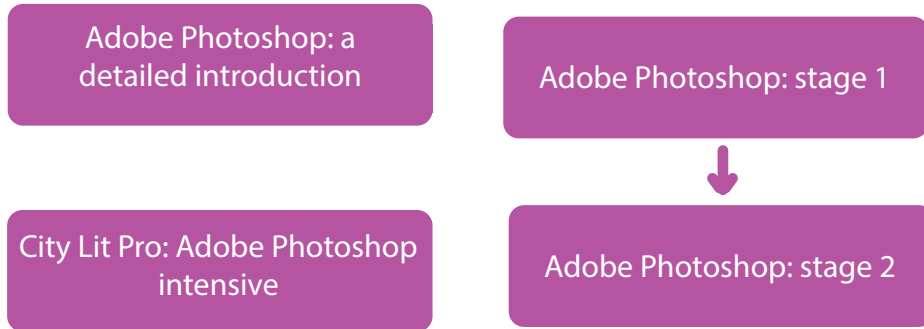 Adobe Photoshop: a
detailed introduction
Adobe Photoshop: stage 1
City Lit Pro: Adobe Photoshop
intensive
Adobe Photoshop: stage 2